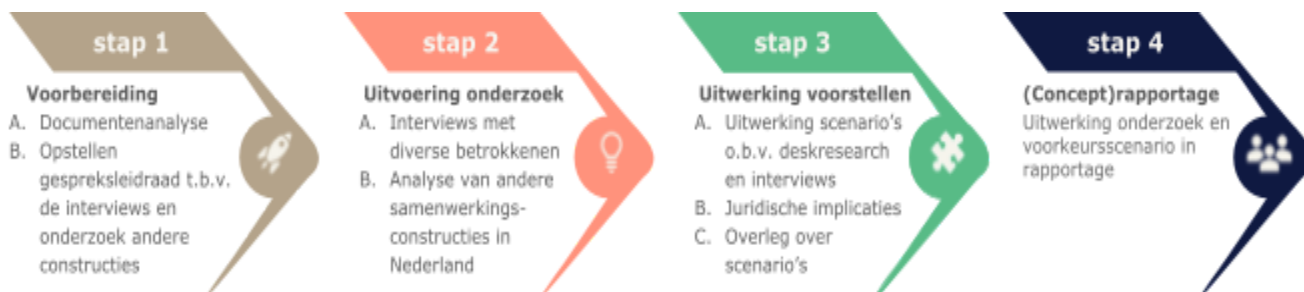 stap 1
Voorbereiding
A. Documentenanalyse
B. Opstellen
gespreksleidraad t.b.v.
de interviews en
onderzoek andere
constructies
stap 2
Uitvoering onderzoek
A. Interviews met
diverse betrokkenen
B. Analyse van andere
samenwerkings-
constructies in
Nederland
stap 3
Uitwerking voorstellen
A. Uitwerking scenario's
o.b.v. deskresearch
en interviews
B. Juridische implicaties
C. Overleg over
scenario's
stap 4
(Concept)rapportage
Uitwerking onderzoek en
voorkeursscenario in
rapportage